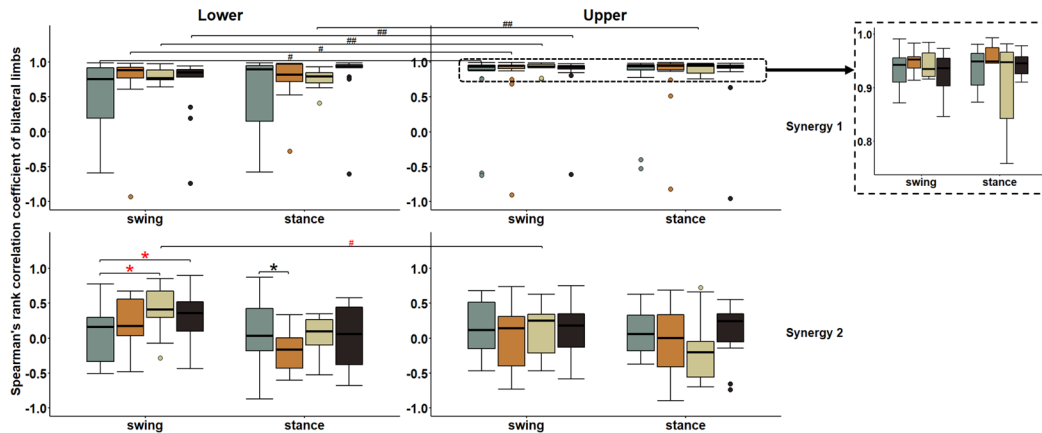 Lower
Upper
Spearman's rank correlation coefficient of bilateral limbs
##
##
##
#
#
1.0
0.5
0.0
-0.5
-1.0
swing
stance
1.0
0.5
0.0
-0.5
-1.0
swing
stance
Synergy 1
1.0
0.9
0.8
swing
stance
#
*
*
*
1.0
0.5
0.0
-0.5
-1.0
swing
stance
1.0
0.5
0.0
-0.5
-1.0
swing
stance
Synergy 2